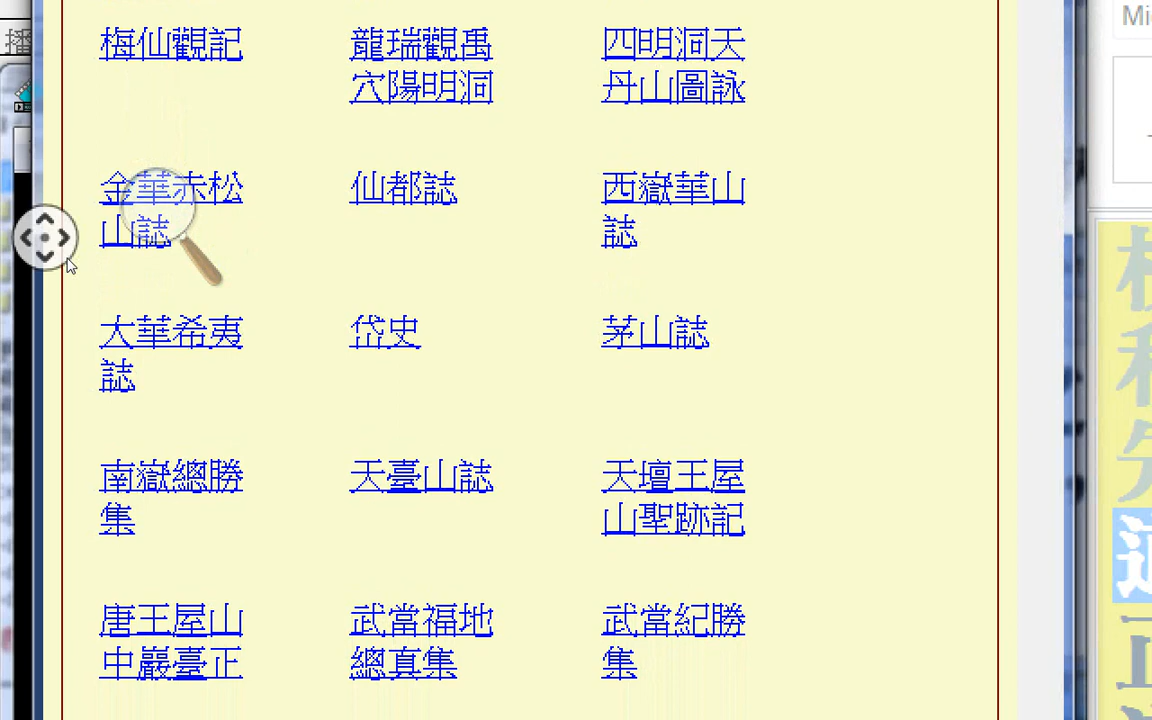 播
Mi
梅仙觀記
龍瑞觀禹
穴陽明洞
四明洞天
丹山圖詠
金華赤松
山誌
仙都誌
西嶽華山
誌
大華希夷
誌
岱史
茅山誌
南嶽總勝
集
天臺山誌
天壇王屋
山聖跡記
唐王屋山
中巖臺正
武當福地
總真集
武當紀勝
集